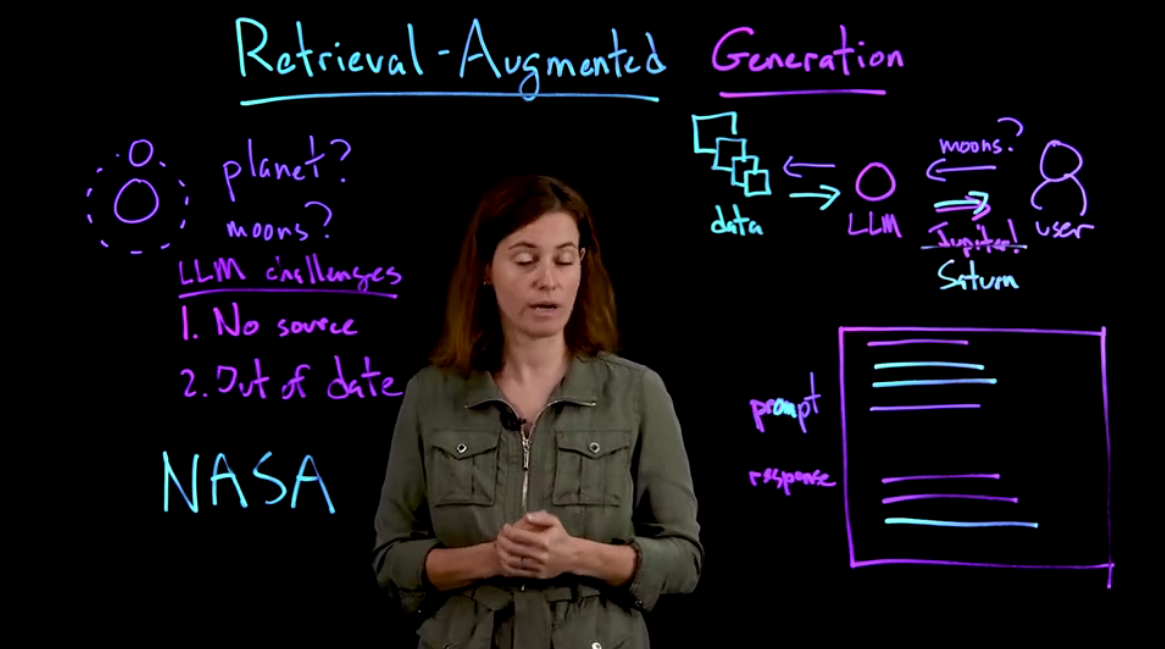 Retrieval-Augmented Generation
planet?
moons?
LLM challenges
1. No source
2. Out of date
NASA
data
LLM
moons?
user
Jupiter!
Saturn
prompt
response